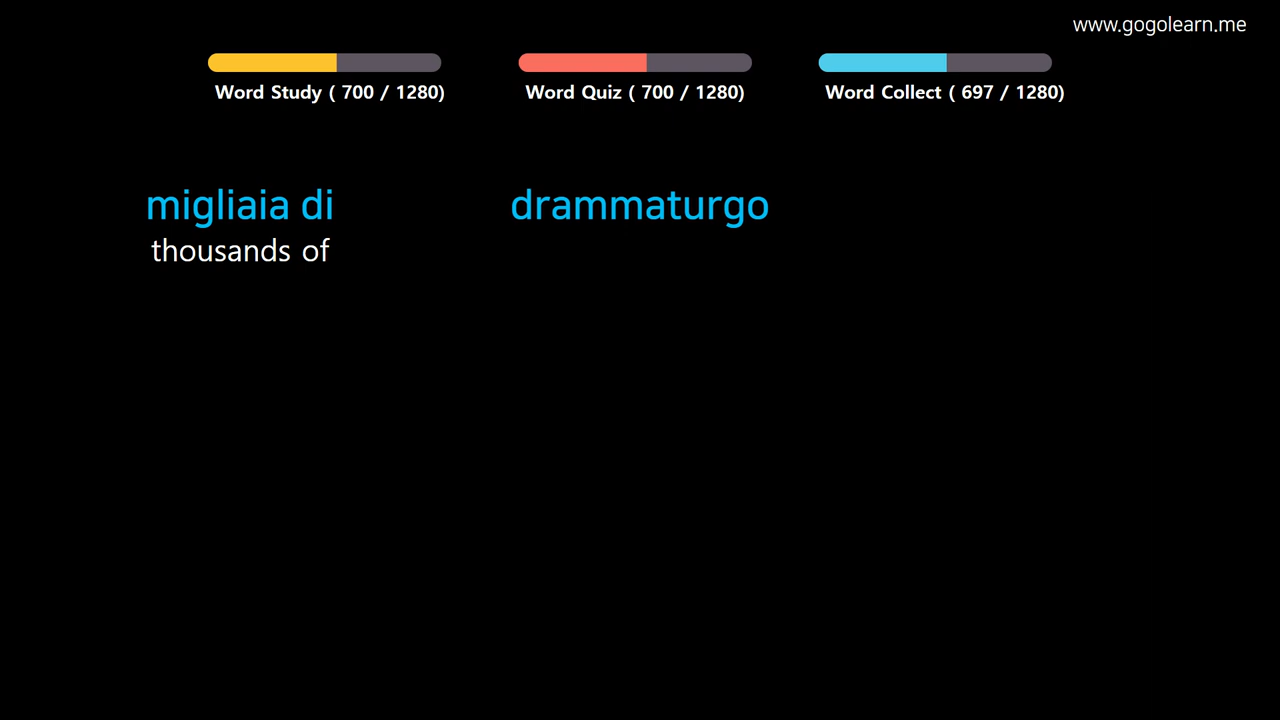 www.gogolearn.me
Word Study ( 700 / 1280)
Word Quiz ( 700 / 1280)
Word Collect ( 697 / 1280)
migliaia di
thousands of
drammaturgo